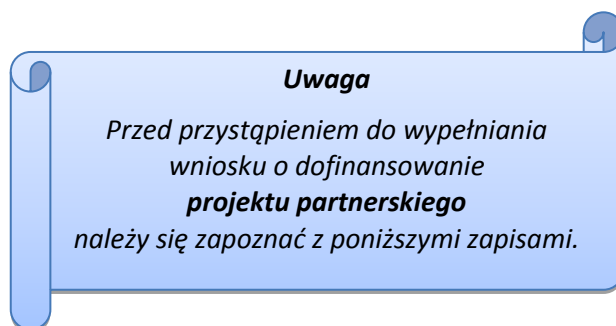 Uwaga
Przed przystąpieniem do wypełniania
wniosku o dofinansowanie
projektu partnerskiego
należy się zapoznać z poniższymi zapisami.